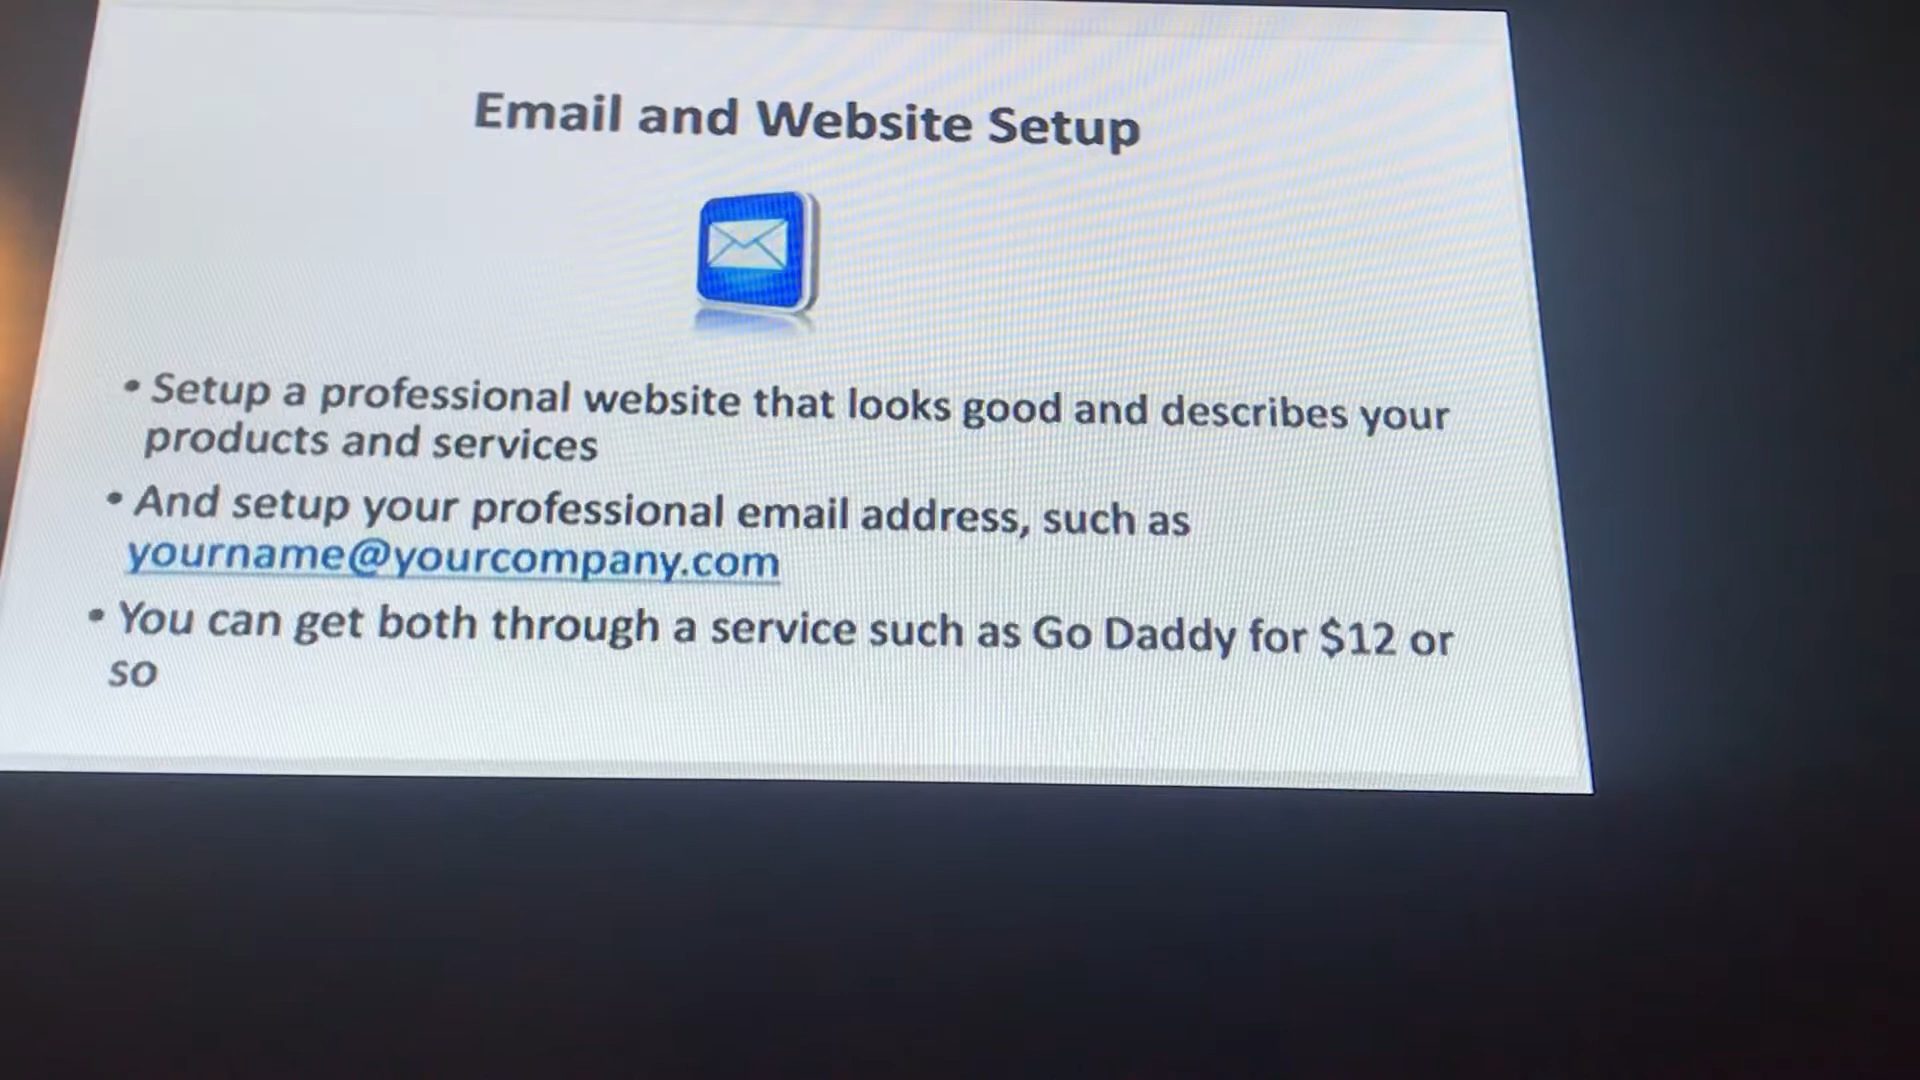 Email and Website Setup
• Setup a professional website that looks good and describes your
products and services
• And setup your professional email address, such as
yourname@yourcompany.com
• You can get both through a service such as Go Daddy for $12 or
so